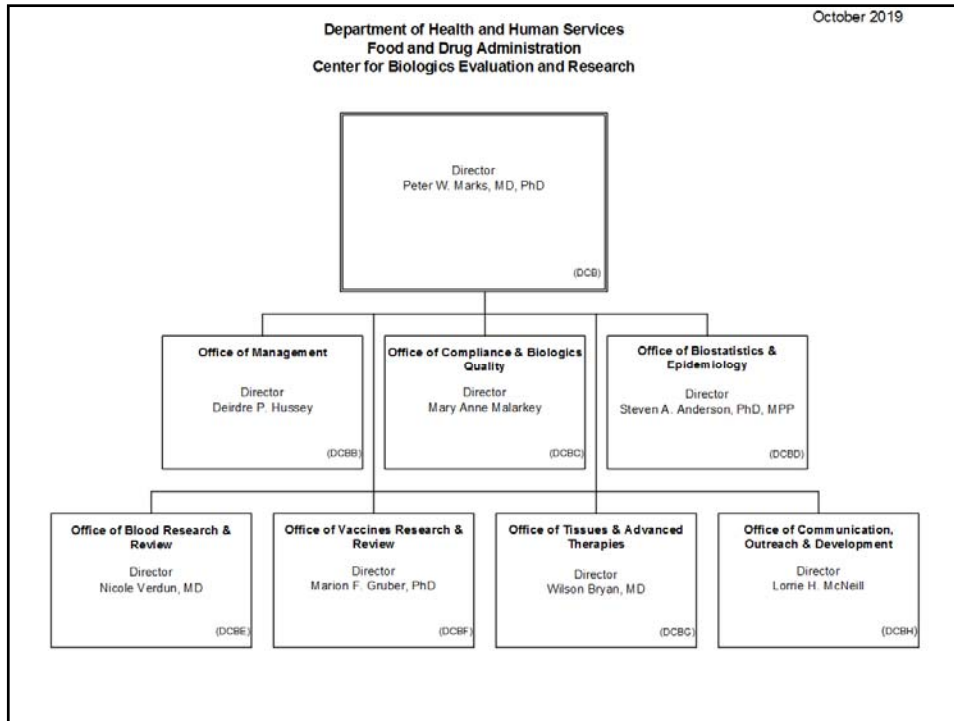 October 2019
Department of Health and Human Services
Food and Drug Administration
Center for Biologics Evaluation and Research
Director
Peter W. Marks, MD, PhD
(DCB)
Office of Management
Director
Deirdre P. Hussey
(DCBB)
Office of Compliance & Biologics
Quality
Director
Mary Anne Malarkey
(DCBC)
Office of Biostatistics &
Epidemiology
Director
Steven A. Anderson, PhD, MPP
(DCBD)
Office of Blood Research &
Review
Director
Nicole Verdun, MD
(DCBE)
Office of Vaccines Research &
Review
Director
Marion F. Gruber, PhD
(DCBF)
Office of Tissues & Advanced
Therapies
Director
Wilson Bryan, MD
(DCBG)
Office of Communication,
Outreach & Development
Director
Lorrie H. McNeill
(DCBH)